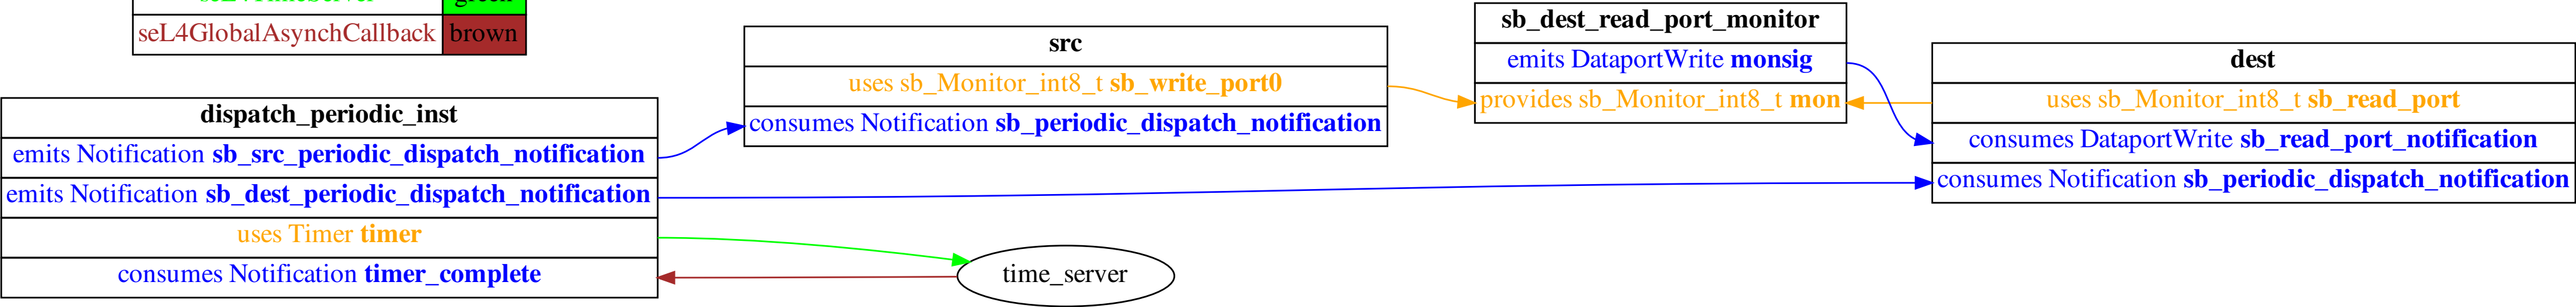 seL4GlobalAsynchCallback brown
dispatch_periodic_inst
emits Notification sb_src_periodic_dispatch_notification
emits Notification sb_dest_periodic_dispatch_notification
uses Timer timer
consumes Notification timer_complete
src
uses sb_Monitor_int8_t sb_write_port0
consumes Notification sb_periodic_dispatch_notification
time_server
sb_dest_read_port_monitor
emits DataportWrite monsig
provides sb_Monitor_int8_t mon
dest
uses sb_Monitor_int8_t sb_read_port
consumes DataportWrite sb_read_port_notification
consumes Notification sb_periodic_dispatch_notification